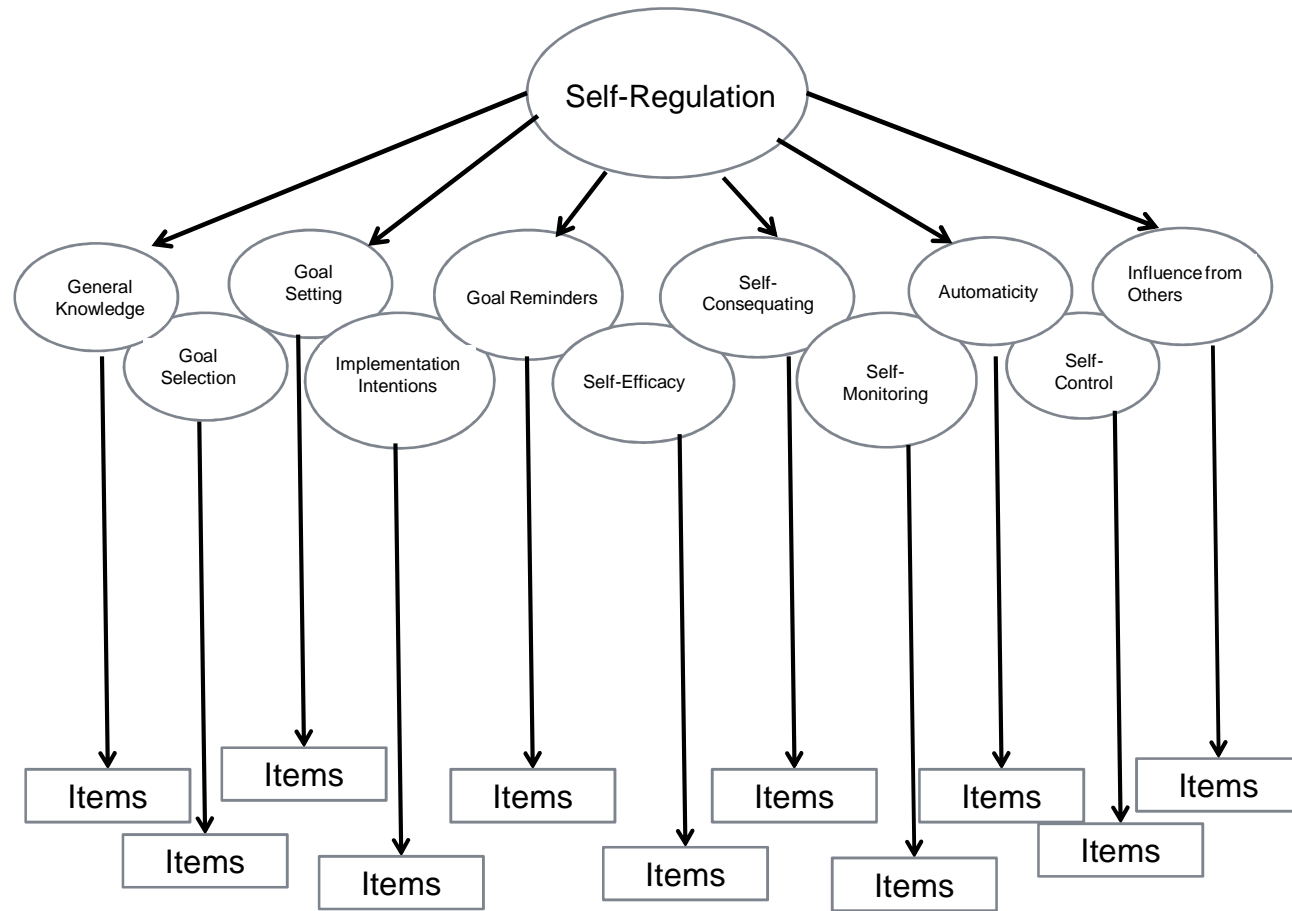 Self-Regulation
General
Knowledge
Goal
Selection
Goal
Setting
Implementation
Intentions
Goal Reminders
Self-Efficacy
Self-
Consequating
Self-
Monitoring
Automaticity
Self-
Control
Influence from
Others
Items
Items
Items
Items
Items
Items
Items
Items
Items
Items
Items